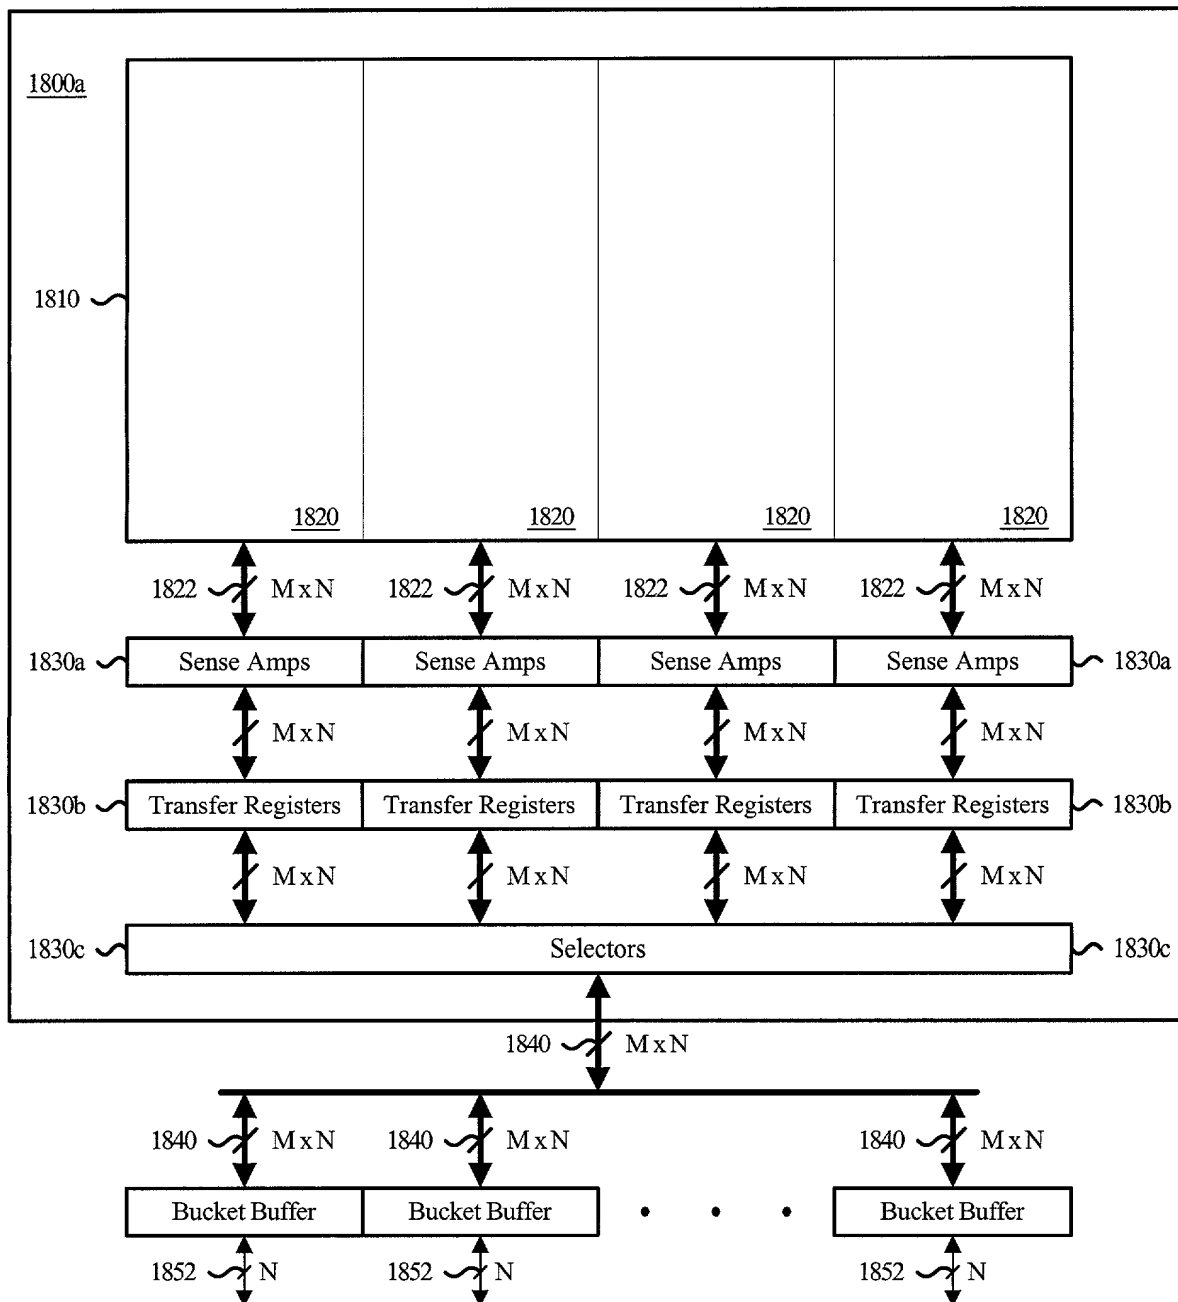 1800a
1810
1820 1820 1820 1820
1822 M x N 1822 M x N 1822 M x N 1822 M x N
1830a Sense Amps Sense Amps Sense Amps Sense Amps 1830a
M x N M x N M x N M x N
1830b Transfer Registers Transfer Registers Transfer Registers Transfer Registers 1830b
M x N M x N M x N M x N
1830c Selectors 1830c
1840 M x N
1840 M x N 1840 M x N 1840 M x N
Bucket Buffer Bucket Buffer • • • Bucket Buffer
1852 N 1852 N 1852 N